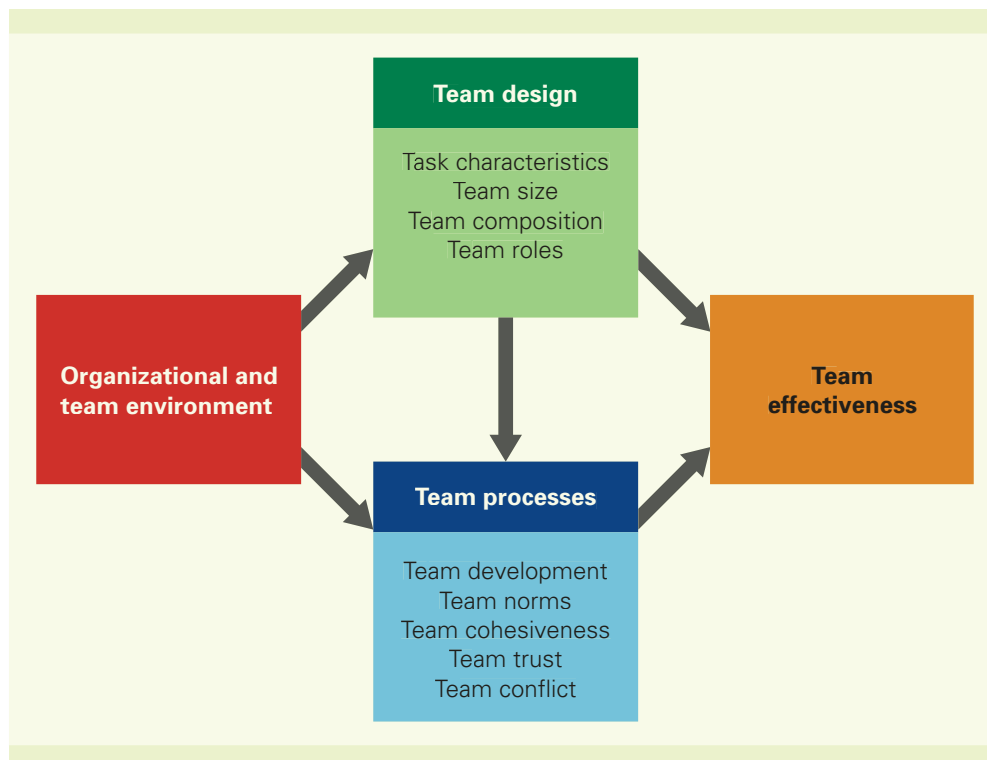 Team design
Task characteristics
Team size
Team composition
Team roles
Organizational and
team environment
Team
effectiveness
Team processes
Team development
Team norms
Team cohesiveness
Team trust
Team conflict